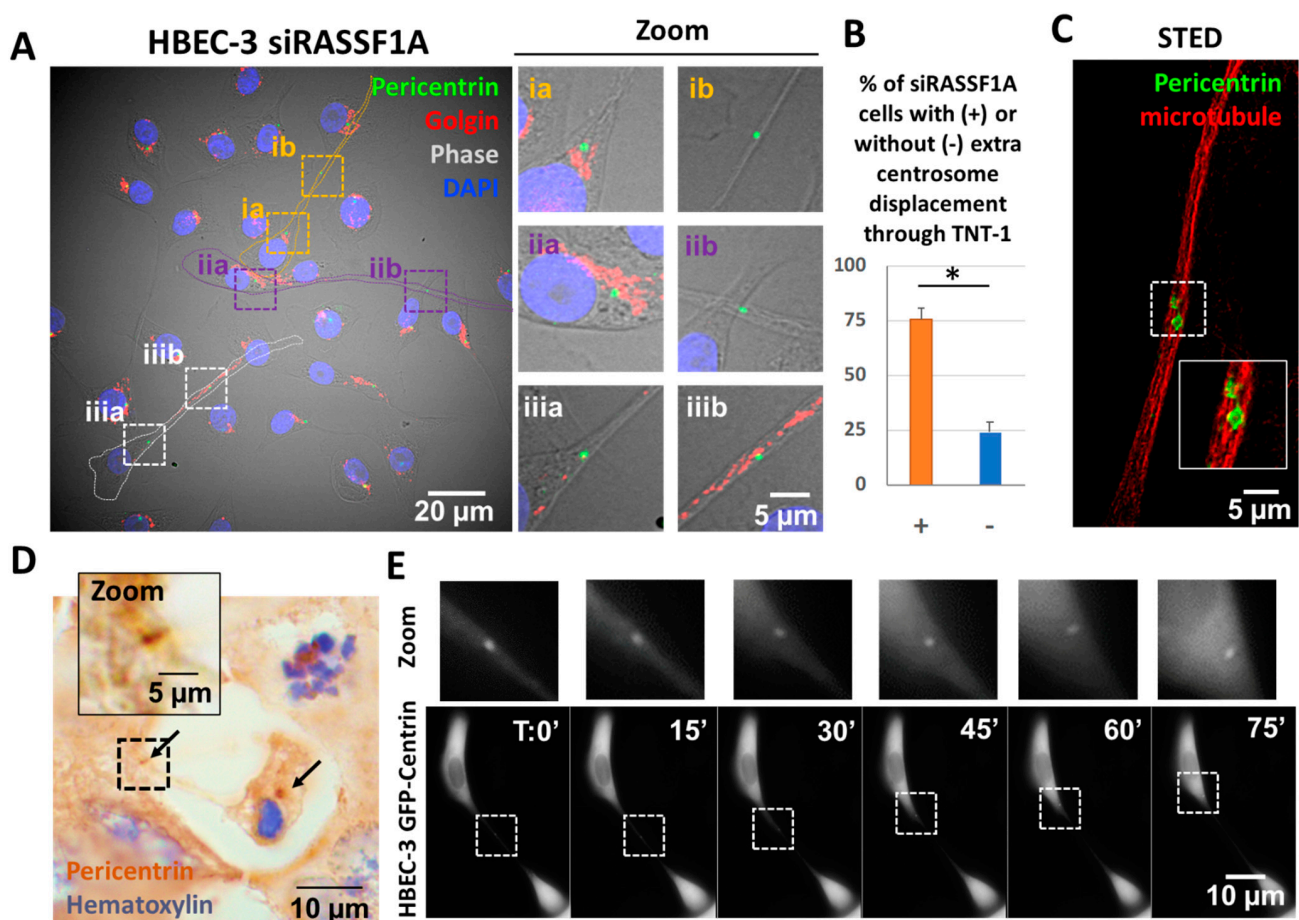 A
HBEC-3 siRASSF1A
Pericentrin
Golgin
Phase
DAPI
ib
ia
iia
iib
iiib
iiia
20 µm
Zoom
ia
ib
iia
iib
iiia
iiib
5 µm
B
% of siRASSF1A
cells with (+) or
without (-) extra
centrosome
displacement
through TNT-1
100
75
50
25
0
*
+
-
C
STED
Pericentrin
microtubule
5 µm
D
Zoom
5 µm
Pericentrin
Hematoxylin
10 µm
E
Zoom
HBEC-3 GFP-Centrin
T:0’
15’
30’
45’
60’
75’
10 µm